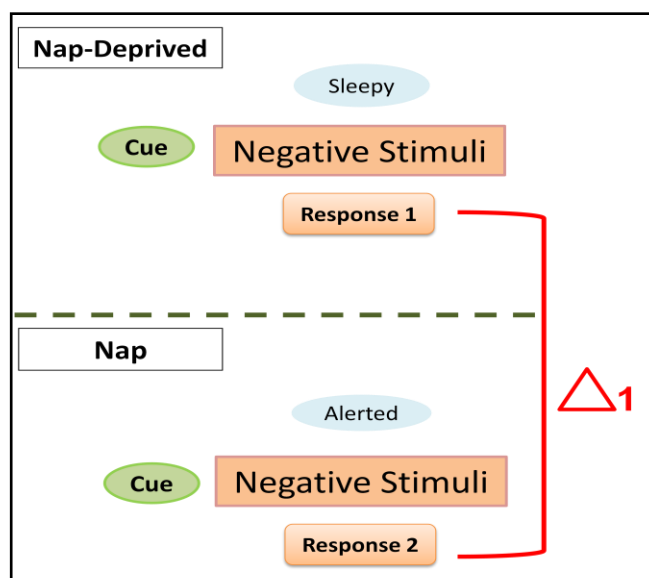 Nap-Deprived
Sleepy
Cue
Negative Stimuli
Response 1
Nap
△1
Alerted
Cue
Negative Stimuli
Response 2